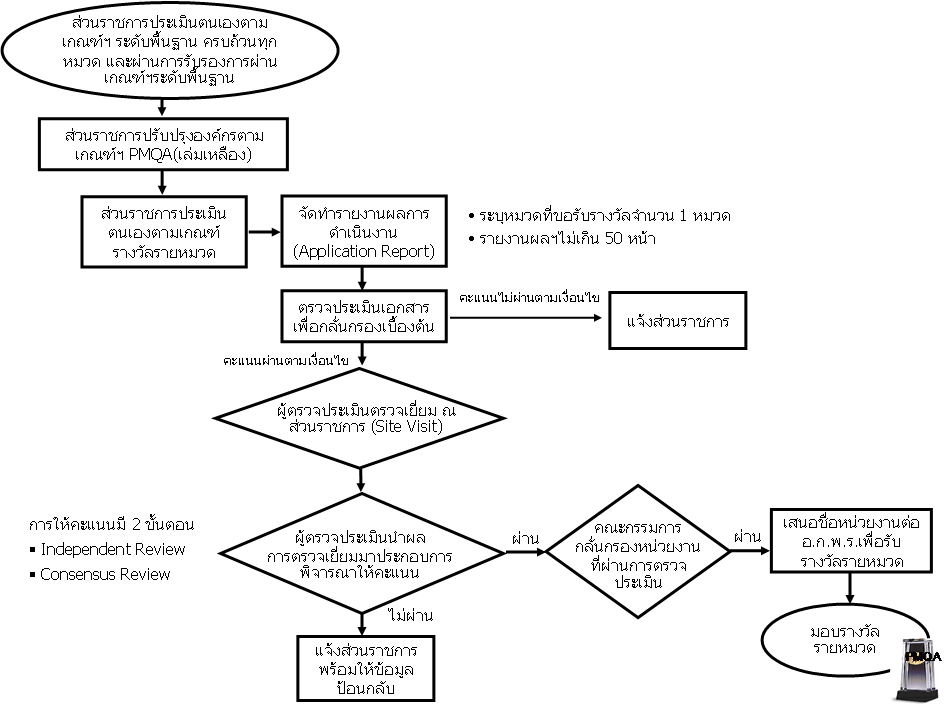 ส่วนราชการประเมินตนเองตาม
เกณฑ์ฯ ระดับพื้นฐาน ครบถ้วนทุก
หมวด และผ่านการรับรองการผ่าน
เกณฑ์ฯระดับพื้นฐาน
ส่วนราชการปรับปรุงองค์กรตาม
เกณฑ์ฯ PMQA(เล่มเหลือง)
ส่วนราชการประเมิน
ตนเองตามเกณฑ์
รางวัลรายหมวด
จัดทำรายงานผลการ
ดำเนินงาน
(Application Report)
• ระบุหมวดที่ขอรับรางวัลจำนวน 1 หมวด
• รายงานผลฯไม่เกิน 50 หน้า
ตรวจประเมินเอกสาร
เพื่อกลั่นกรองเบื้องต้น
คะแนนไม่ผ่านตามเงื่อนไข
แจ้งส่วนราชการ
คะแนนผ่านตามเงื่อนไข
ผู้ตรวจประเมินตรวจเยี่ยม ณ
ส่วนราชการ (Site Visit)
การให้คะแนนมี 2 ขั้นตอน
▪ Independent Review
▪ Consensus Review
ผู้ตรวจประเมินนำผล
การตรวจเยี่ยมมาประกอบการ
พิจารณาให้คะแนน
ผ่าน
คณะกรรมการ
กลั่นกรองหน่วยงาน
ที่ผ่านการตรวจ
ประเมิน
ผ่าน
เสนอชื่อหน่วยงานต่อ
อ.ก.พ.ร.เพื่อรับ
รางวัลรายหมวด
ไม่ผ่าน
แจ้งส่วนราชการ
พร้อมให้ข้อมูล
ป้อนกลับ
มอบรางวัล
รายหมวด
PMQA